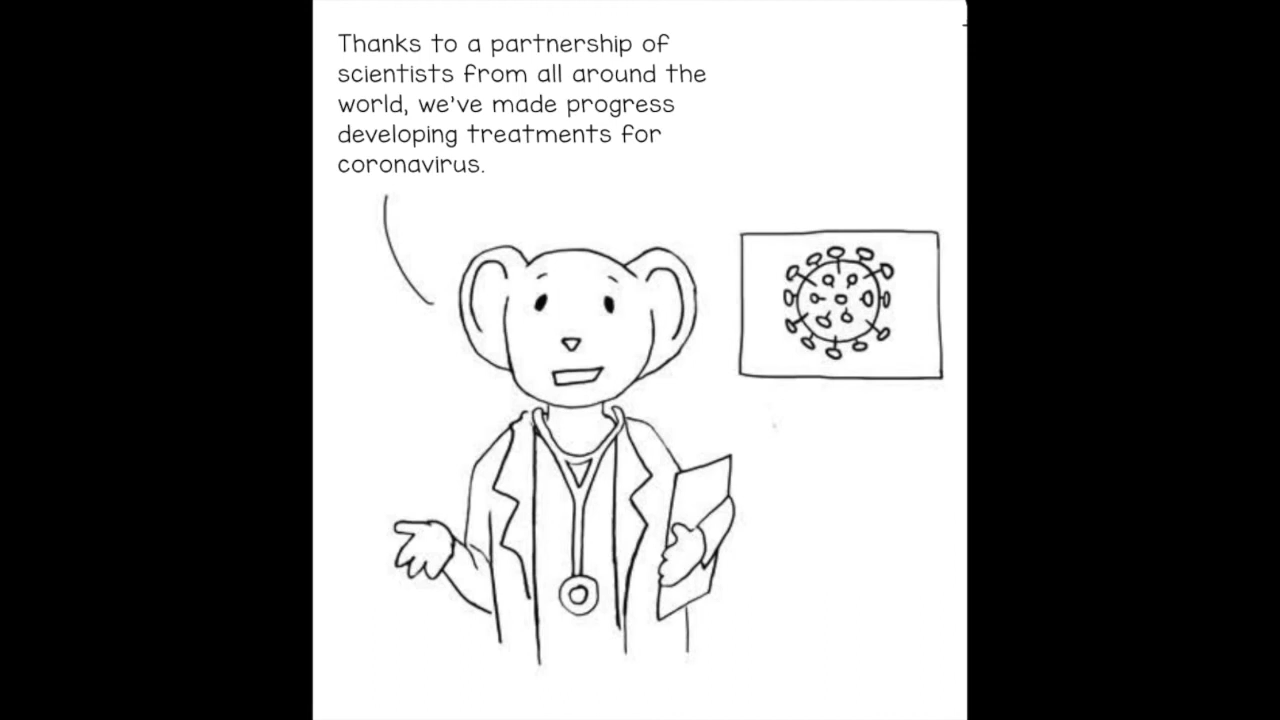 Thanks to a partnership of
scientists from all around the
world, we've made progress
developing treatments for
coronavirus.